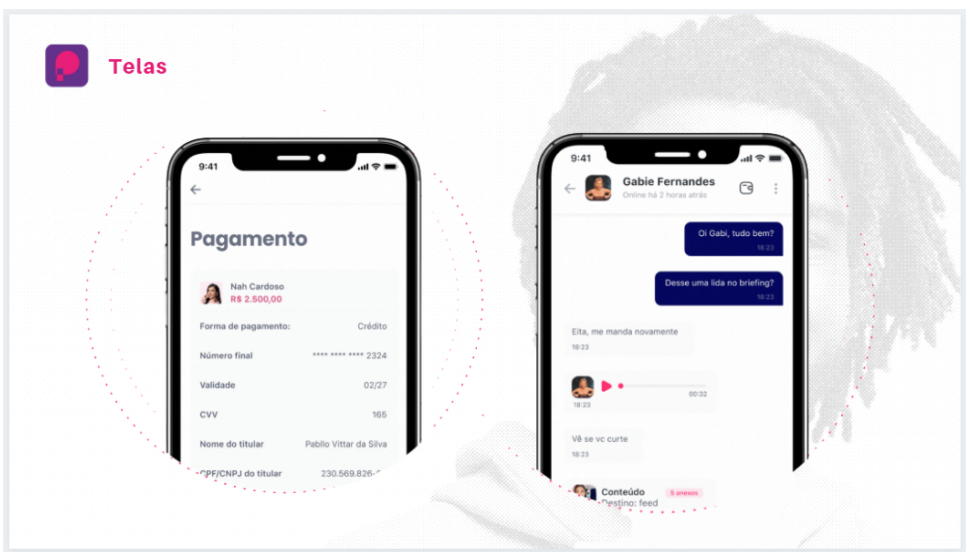 Telas
9:41
Pagamento
Nah Cardoso
R$ 2.500,00
Forma de pagamento: Crédito
Número final **** **** **** 2324
Validade 02/27
CVV 165
Nome do titular Pabllo Vittar da Silva
CPF/CNPJ do titular 230.569.826-
9:41
Gabie Fernandes
Online há 2 horas atrás
Oi Gabi, tudo bem?
18:23
Desse uma lida no briefing?
18:23
Eita, me manda novamente
18:23
00:32
18:23
Vê se vc curte
18:23
Conteúdo 5 anexos
Destino: feed